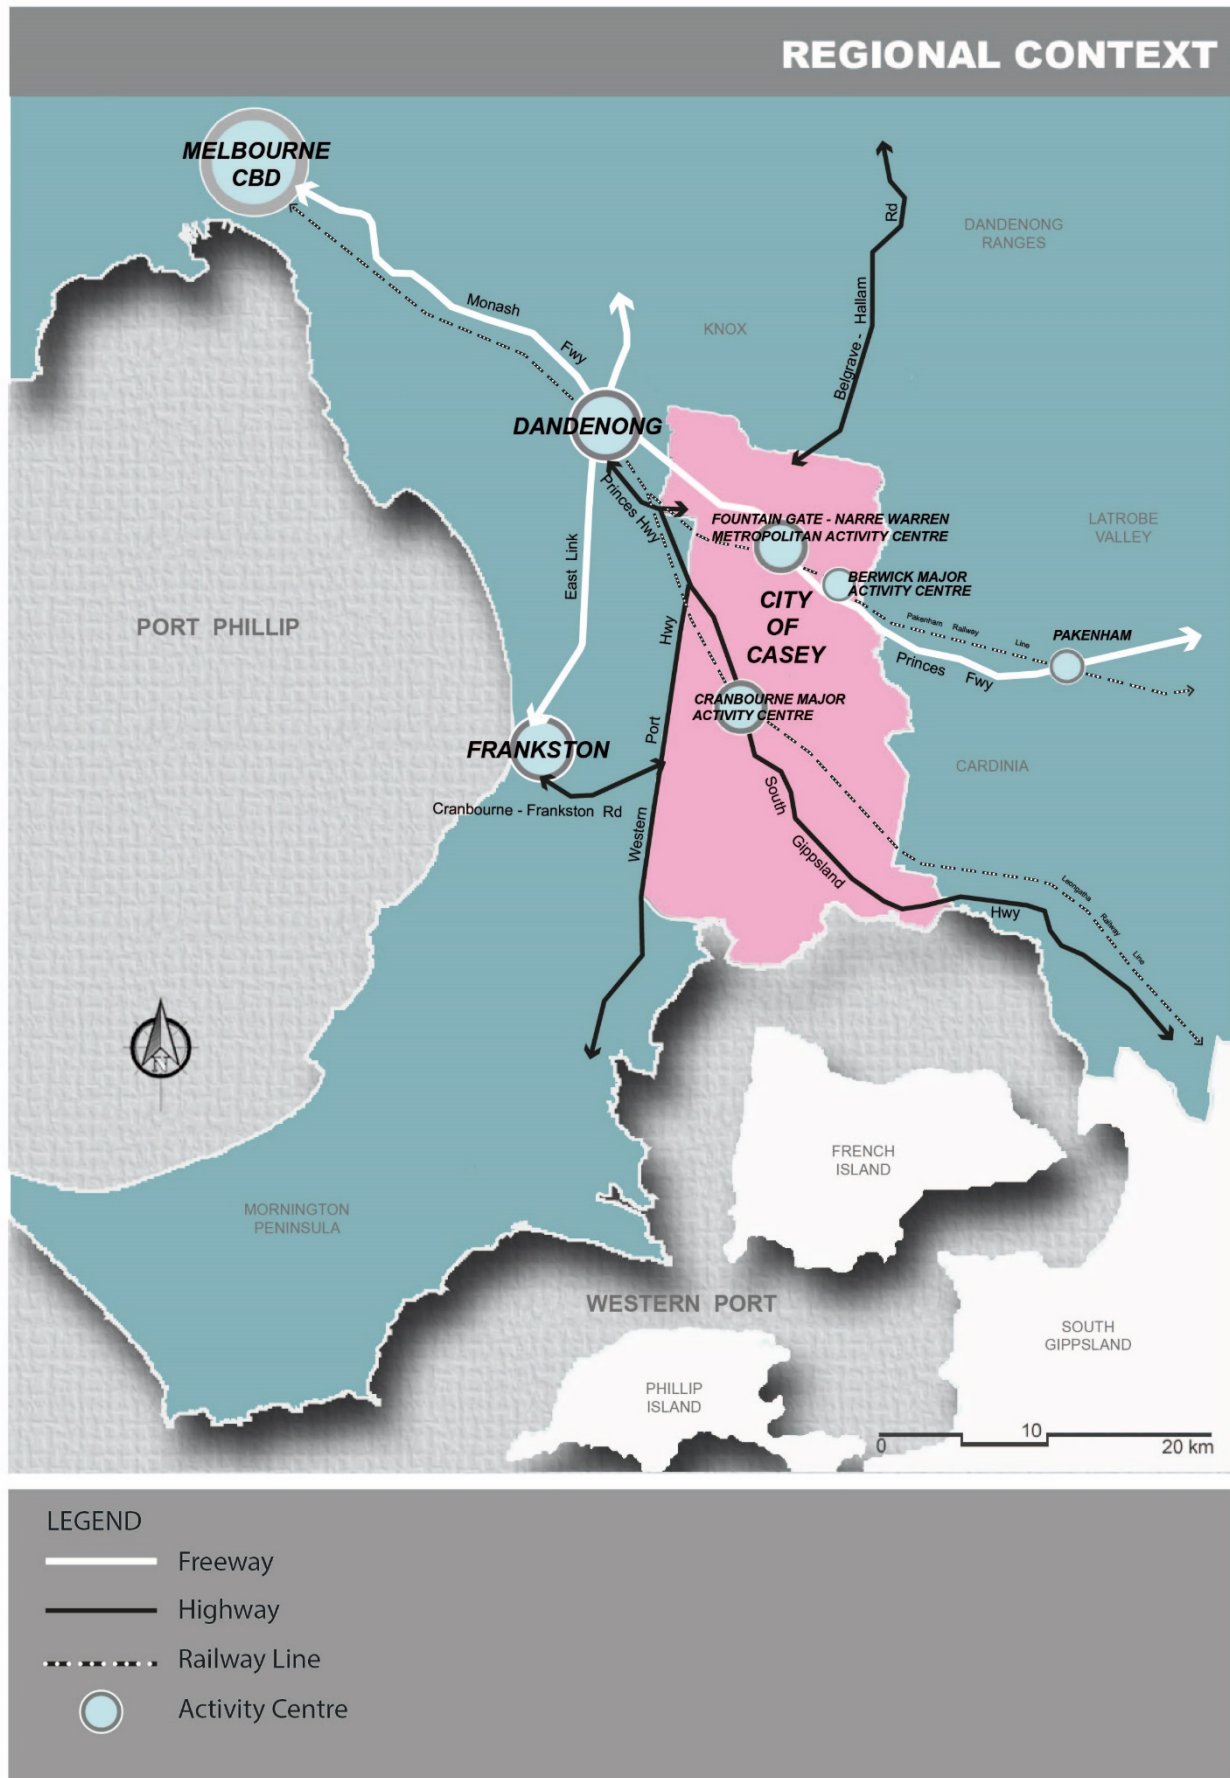 REGIONAL CONTEXT
MELBOURNE
CBD
Rd
DANDENONG
RANGES
Monash
Belgrave - Hallam
KNOX
Fwy
DANDENONG
Princes Hwy
FOUNTAIN GATE - NARRE WARREN
METROPOLITAN ACTIVITY CENTRE
LATROBE
VALLEY
East Link
BERWICK MAJOR
ACTIVITY CENTRE
CITY
OF
CASEY
PORT PHILLIP
Hwy
Pakenham Railway Line
PAKENHAM
Princes Fwy
CRANBOURNE MAJOR
ACTIVITY CENTRE
Port
FRANKSTON
CARDINIA
South
Cranbourne - Frankston Rd
Western
Gippsland
Leongatha Railway Line
Hwy
N
FRENCH
ISLAND
MORNINGTON
PENINSULA
WESTERN PORT
SOUTH
GIPPSLAND
PHILLIP
ISLAND
10
0
20 km
LEGEND
Freeway
Highway
Railway Line
Activity Centre